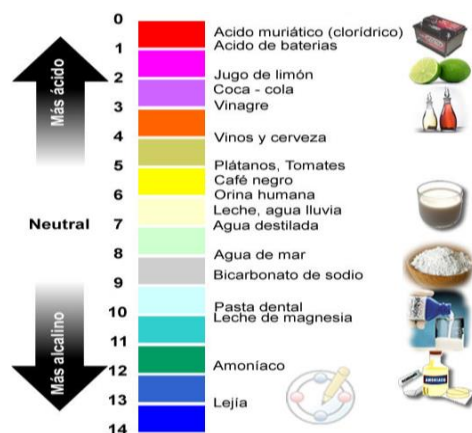 0
Acido muriático (clorídrico)
1
Acido de baterias
2
Jugo de limón
Coca - cola
3
Vinagre
4
Vinos y cerveza
5
Plátanos, Tomates
Café negro
6
Orina humana
Leche, agua lluvia
7
Agua destilada
8
Agua de mar
9
Bicarbonato de sodio
10
Pasta dental
Leche de magnesia
11
12
Amoníaco
13
Lejía
14
Más ácido
Neutral
Más alcalino
AMONIACO